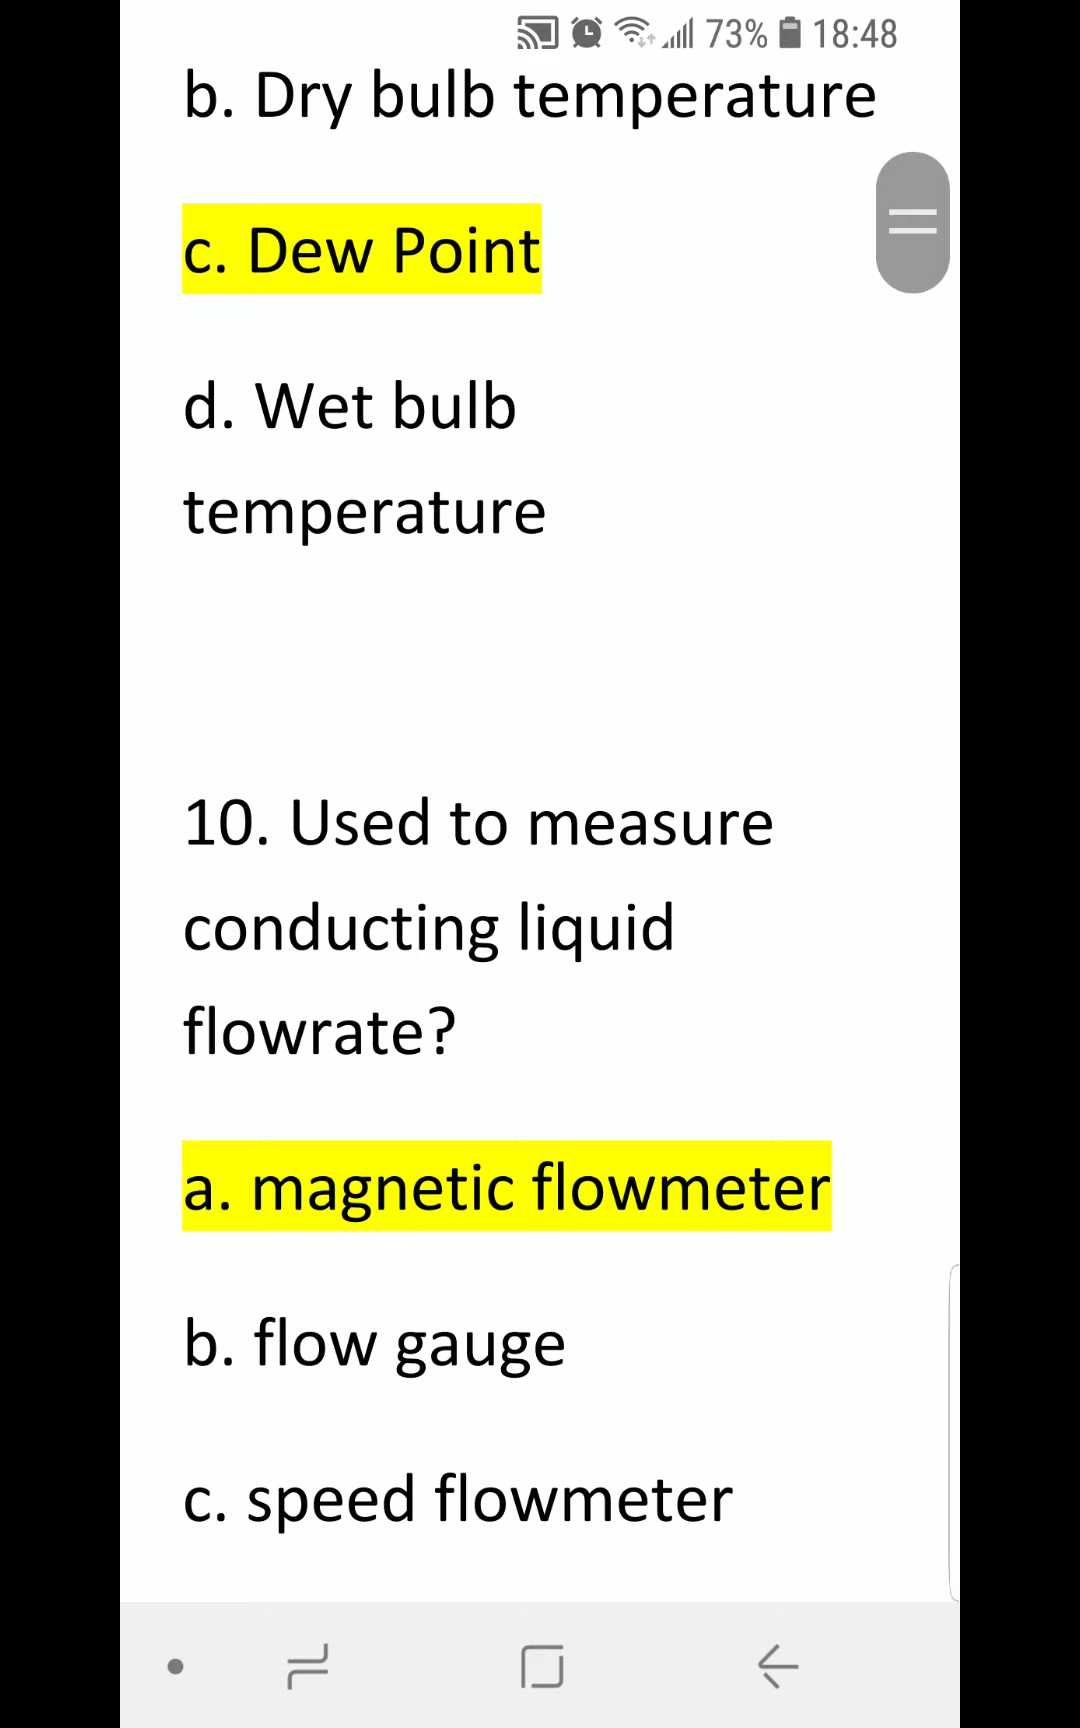 73% 18:48
b. Dry bulb temperature
c. Dew Point
d. Wet bulb
temperature
10. Used to measure
conducting liquid
flowrate?
a. magnetic flowmeter
b. flow gauge
c. speed flowmeter